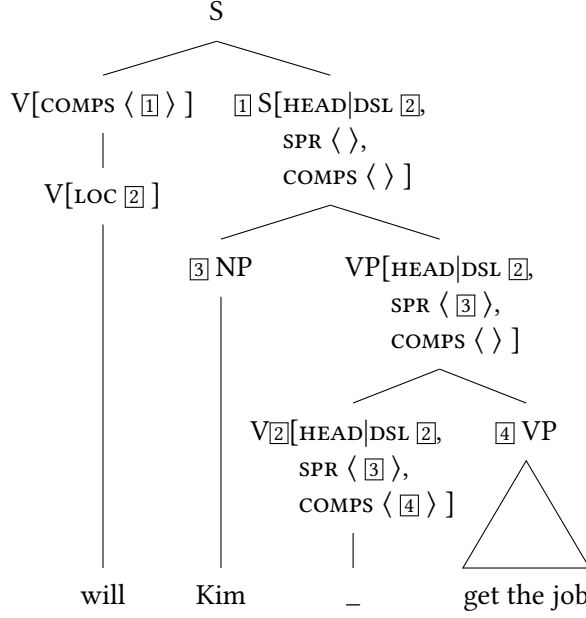 S
V[COMPS ⟨ 1 ⟩ ] 1 S[HEAD|DSL 2,
SPR ⟨ ⟩,
COMPS ⟨ ⟩ ]
V[LOC 2 ]
3 NP VP[HEAD|DSL 2,
SPR ⟨ 3 ⟩,
COMPS ⟨ ⟩ ]
V2[HEAD|DSL 2, 4 VP
SPR ⟨ 3 ⟩,
COMPS ⟨ 4 ⟩ ]
will Kim _ get the job